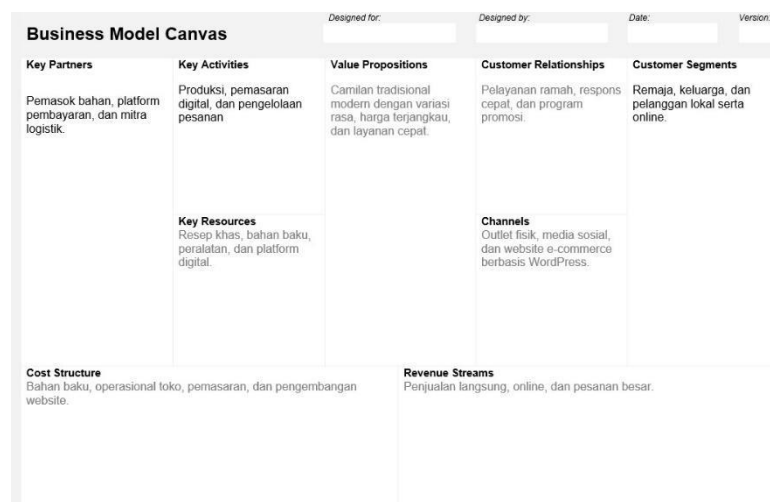 Designed for:
Designed by:
Date:
Version:
Business Model Canvas
Key Partners
Pemasok bahan, platform
pembayaran, dan mitra
logistik.
Key Activities
Produksi, pemasaran
digital, dan pengelolaan
pesanan
Key Resources
Resep khas, bahan baku,
peralatan, dan platform
digital.
Value Propositions
Camilan tradisional
modern dengan variasi
rasa, harga terjangkau,
dan layanan cepat.
Customer Relationships
Pelayanan ramah, respons
cepat, dan program
promosi.
Channels
Outlet fisik, media sosial,
dan website e-commerce
berbasis WordPress.
Customer Segments
Remaja, keluarga, dan
pelanggan lokal serta
online.
Cost Structure
Bahan baku, operasional toko, pemasaran, dan pengembangan
website.
Revenue Streams
Penjualan langsung, online, dan pesanan besar.